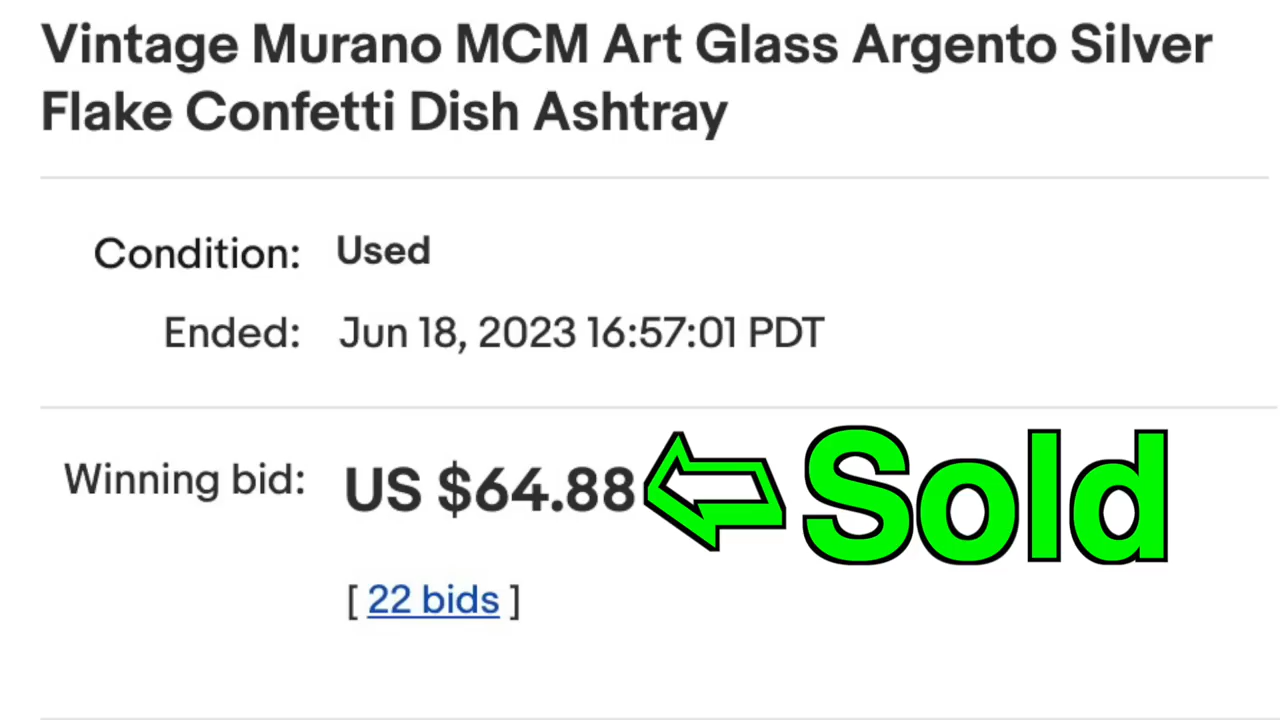 Vintage Murano MCM Art Glass Argento Silver
Flake Confetti Dish Ashtray
Condition: Used
Ended: Jun 18, 2023 16:57:01 PDT
Winning bid: US $64.88 Sold
[ 22 bids ]